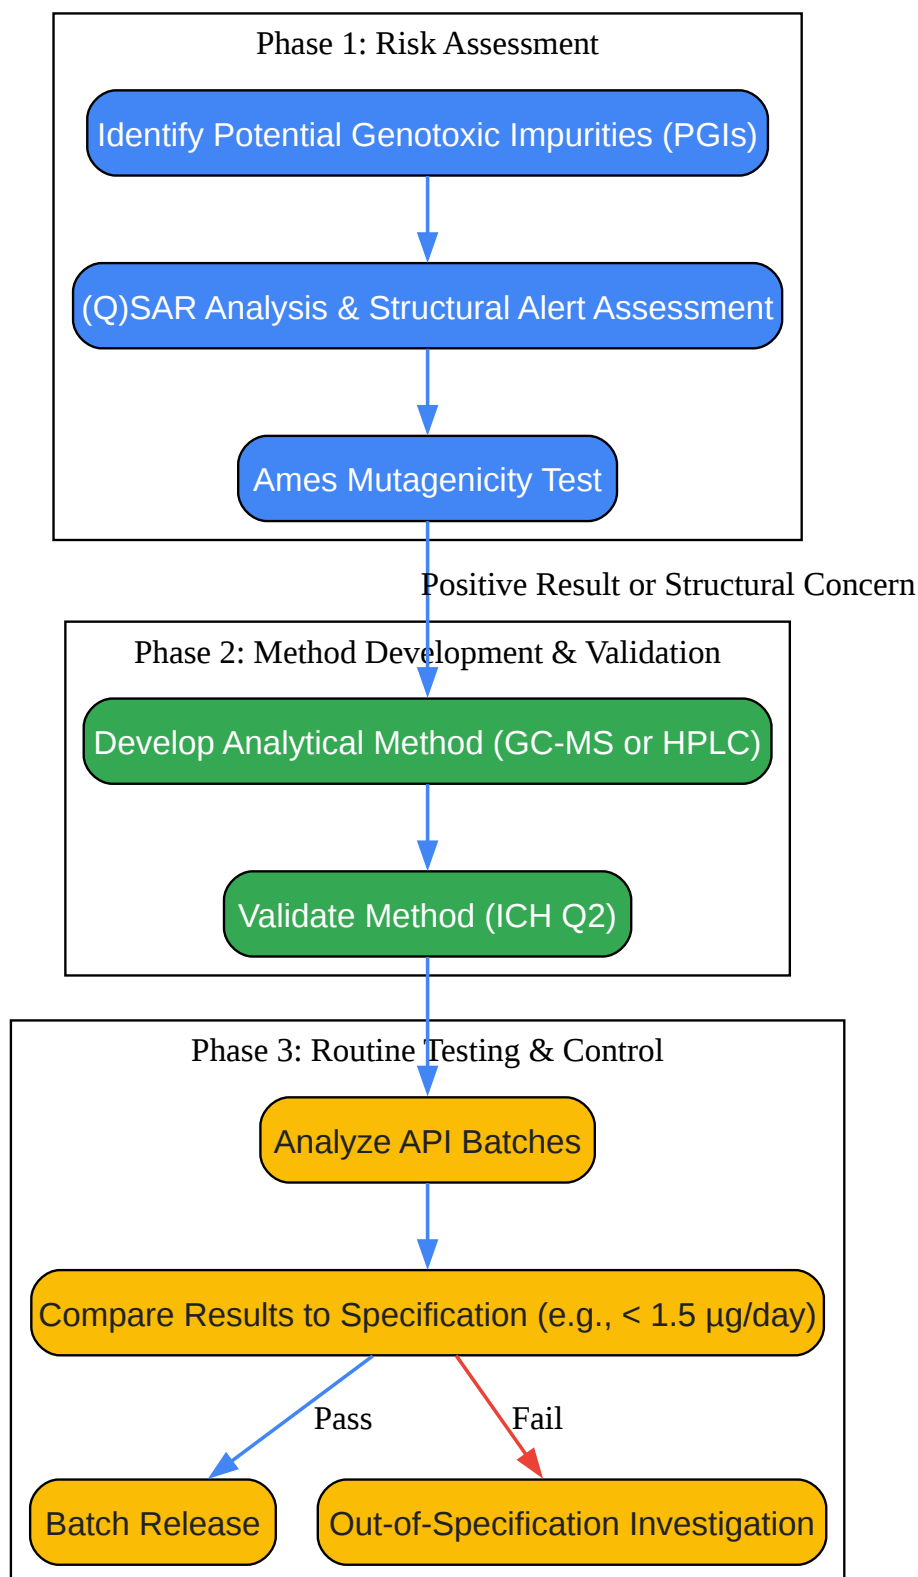 Phase 1: Risk Assessment
Identify Potential Genotoxic Impurities (PGIs)
(Q)SAR Analysis & Structural Alert Assessment
Ames Mutagenicity Test
Positive Result or Structural Concern
Phase 2: Method Development & Validation
Develop Analytical Method (GC-MS or HPLC)
Validate Method (ICH Q2)
Phase 3: Routine Testing & Control
Analyze API Batches
Compare Results to Specification (e.g., < 1.5 µg/day)
Pass
Fail
Batch Release
Out-of-Specification Investigation